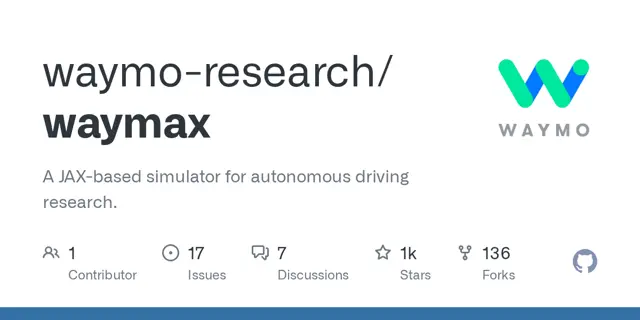 waymo-research/
waymax
WAYMO
A JAX-based simulator for autonomous driving
research.
1
Contributor
17
Issues
7
Discussions
1k
Stars
136
Forks